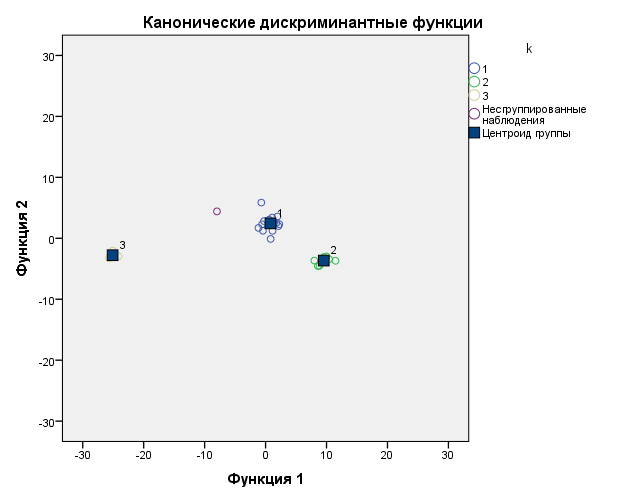 Канонические дискриминантные функции
k
1
2
3
Несгруппированные
наблюдения
Центроид группы
30
20
10
0
-10
-20
-30
Функция 2
1
2
3
-30
-20
-10
0
10
20
30
Функция 1